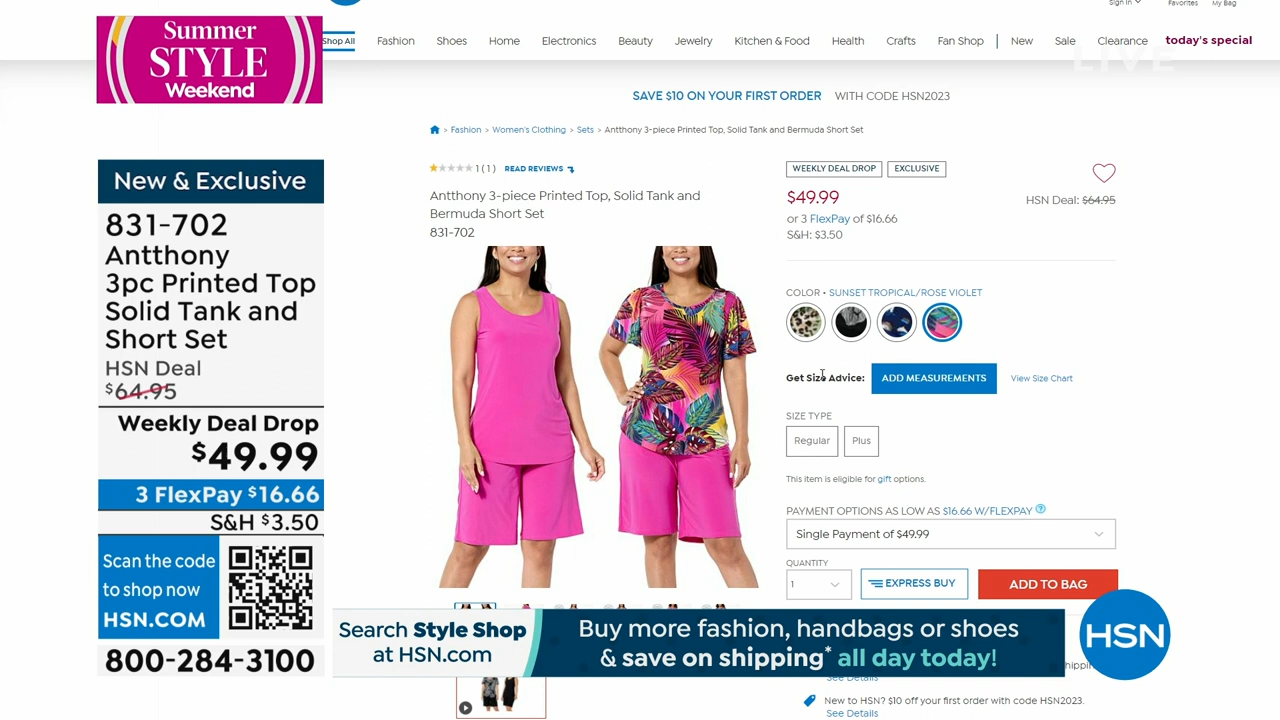 Summer
STYLE
Weekend
Sign In
Favorites
My Bag
Shop All
Fashion
Shoes
Home
Electronics
Beauty
Jewelry
Kitchen & Food
Health
Crafts
Fan Shop
New
Sale
Clearance
today's special
LIVE
SAVE $10 ON YOUR FIRST ORDER WITH CODE HSN2023
> Fashion > Women's Clothing > Sets > Antthony 3-piece Printed Top, Solid Tank and Bermuda Short Set
New & Exclusive
831-702
Antthony
3pc Printed Top
Solid Tank and
Short Set
HSN Deal
$64.95
Weekly Deal Drop
$49.99
3 FlexPay $16.66
S&H $3.50
Scan the code
to shop now
HSN.COM
800-284-3100
1 ( 1 ) READ REVIEWS
Antthony 3-piece Printed Top, Solid Tank and
Bermuda Short Set
831-702
WEEKLY DEAL DROP
EXCLUSIVE
$49.99
HSN Deal: $64.95
or 3 FlexPay of $16.66
S&H: $3.50
COLOR • SUNSET TROPICAL/ROSE VIOLET
Get Size Advice:
ADD MEASUREMENTS
View Size Chart
SIZE TYPE
Regular
Plus
This item is eligible for gift options.
PAYMENT OPTIONS AS LOW AS $16.66 W/FLEXPAY ?
Single Payment of $49.99
QUANTITY
1
EXPRESS BUY
ADD TO BAG
Search Style Shop
at HSN.com
Buy more fashion, handbags or shoes
& save on shipping* all day today!
HSN
See Details
New to HSN? $10 off your first order with code HSN2023.
See Details